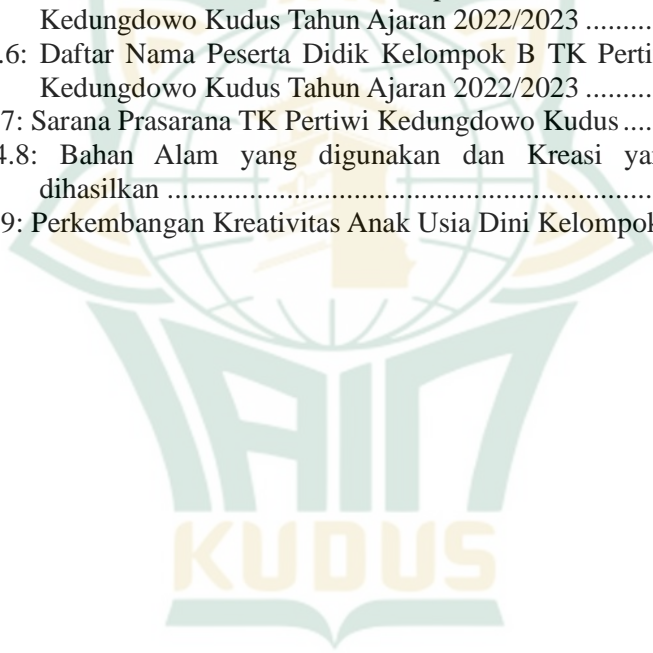 Kedungdowo Kudus Tahun Ajaran 2022/2023 ..........
.6: Daftar Nama Peserta Didik Kelompok B TK Perti
Kedungdowo Kudus Tahun Ajaran 2022/2023 ..........
7: Sarana Prasarana TK Pertiwi Kedungdowo Kudus .....
4.8: Bahan Alam yang digunakan dan Kreasi ya
dihasilkan ..............................................................
9: Perkembangan Kreativitas Anak Usia Dini Kelompok
IAIN
KUDUS